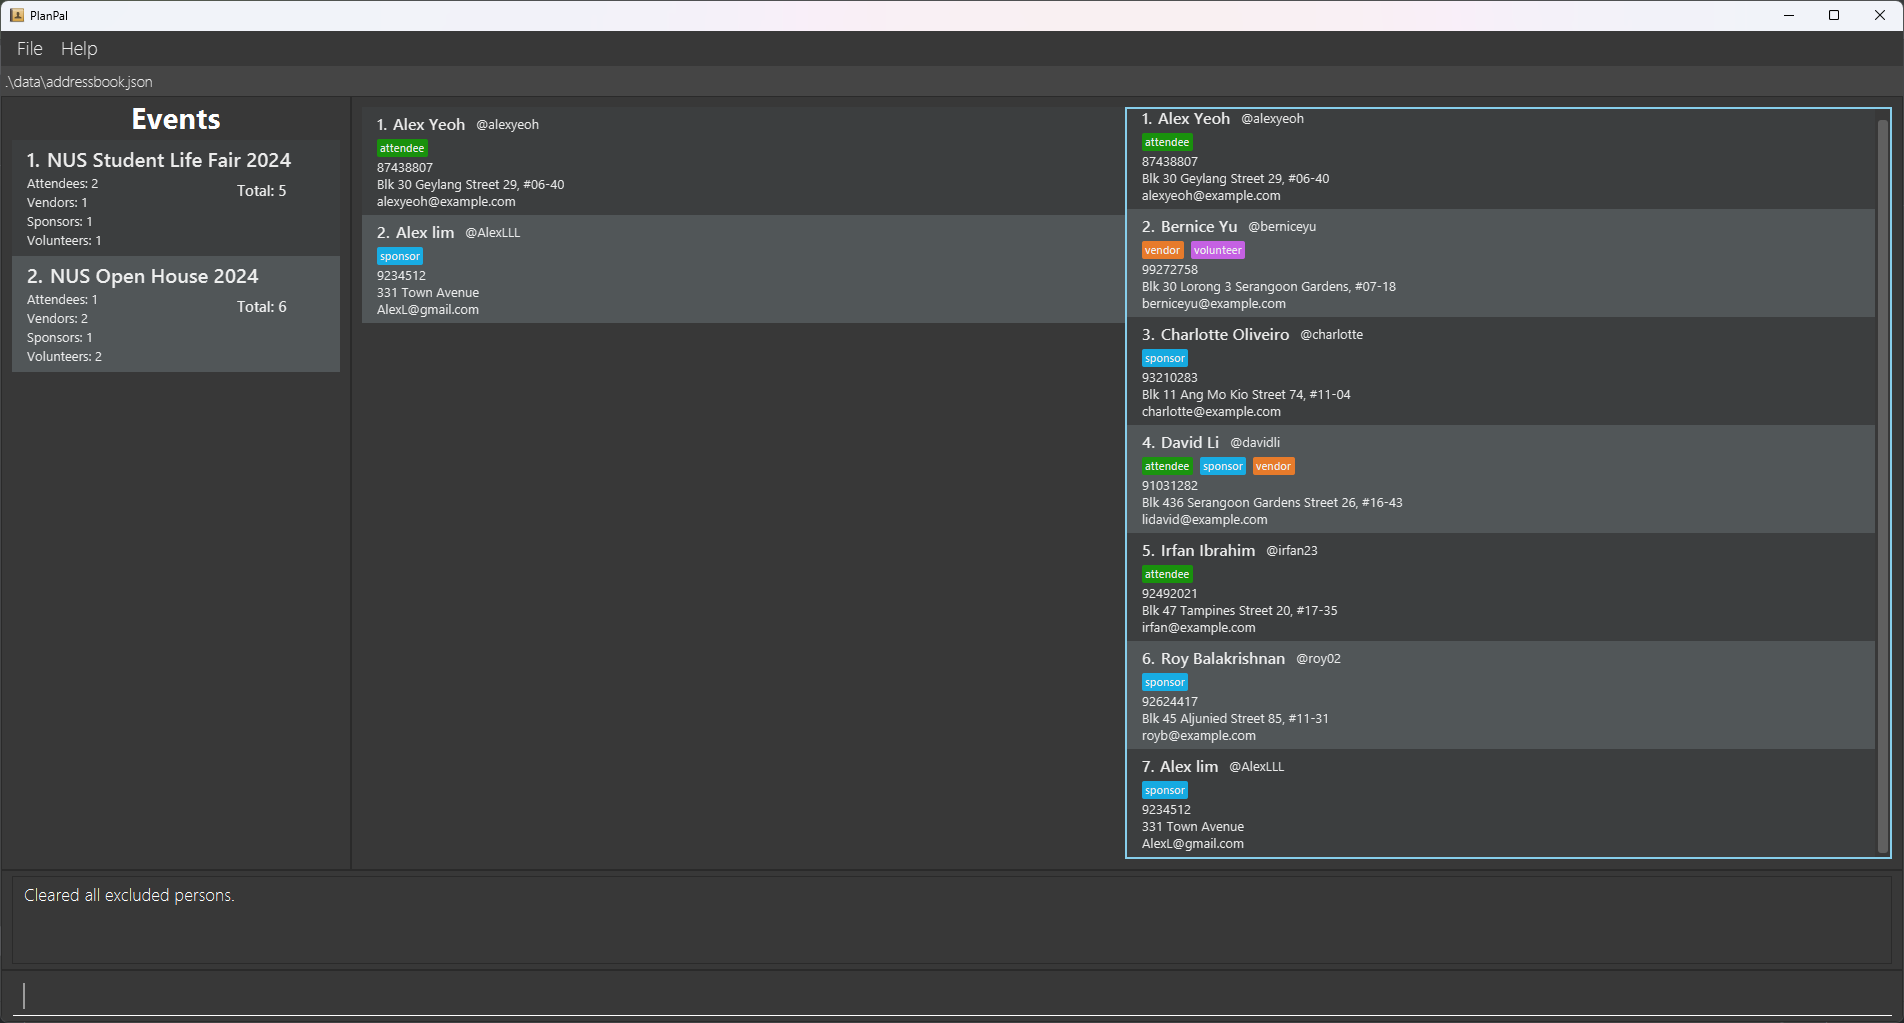 PlanPal
File Help
.\data\addressbook.json
Events
1. NUS Student Life Fair 2024
Attendees: 2
Total: 5
Vendors: 1
Sponsors: 1
Volunteers: 1
2. NUS Open House 2024
Attendees: 1
Total: 6
Vendors: 2
Sponsors: 1
Volunteers: 2
1. Alex Yeoh @alexyeoh
attendee
87438807
Blk 30 Geylang Street 29, #06-40
alexyeoh@example.com
2. Alex lim @AlexLLL
sponsor
9234512
331 Town Avenue
AlexL@gmail.com
1. Alex Yeoh @alexyeoh
attendee
87438807
Blk 30 Geylang Street 29, #06-40
alexyeoh@example.com
2. Bernice Yu @berniceyu
vendor volunteer
99272758
Blk 30 Lorong 3 Serangoon Gardens, #07-18
berniceyu@example.com
3. Charlotte Oliveiro @charlotte
sponsor
93210283
Blk 11 Ang Mo Kio Street 74, #11-04
charlotte@example.com
4. David Li @davidli
attendee sponsor vendor
91031282
Blk 436 Serangoon Gardens Street 26, #16-43
lidavid@example.com
5. Irfan Ibrahim @irfan23
attendee
92492021
Blk 47 Tampines Street 20, #17-35
irfan@example.com
6. Roy Balakrishnan @roy02
sponsor
92624417
Blk 45 Aljunied Street 85, #11-31
royb@example.com
7. Alex lim @AlexLLL
sponsor
9234512
331 Town Avenue
AlexL@gmail.com
Cleared all excluded persons.